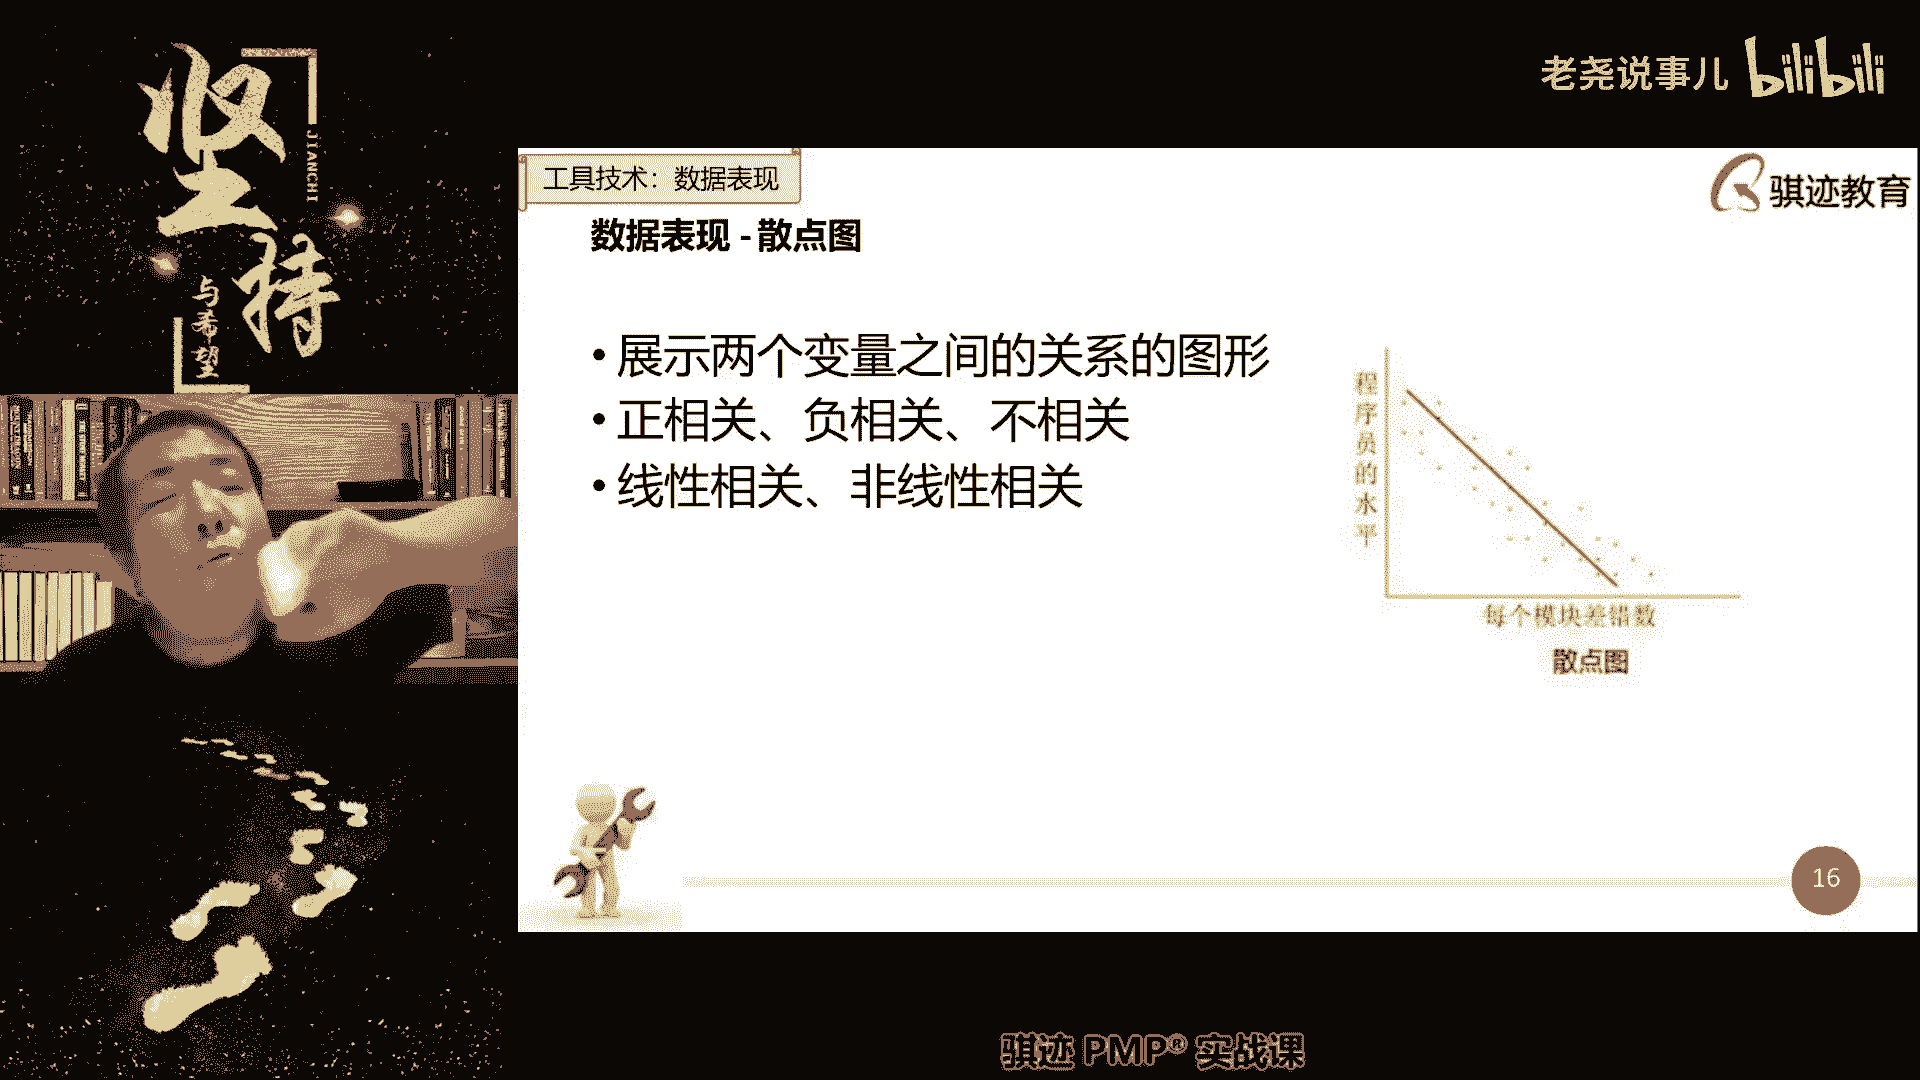 坚持
JIANCHI
与希望
老尧说事儿 bilibili
工具技术：数据表现
骐迹教育
数据表现 - 散点图
• 展示两个变量之间的关系的图形
• 正相关、负相关、不相关
• 线性相关、非线性相关
程序员的水平
每个模块差错数
散点图
16
骐迹 PMP® 实战课